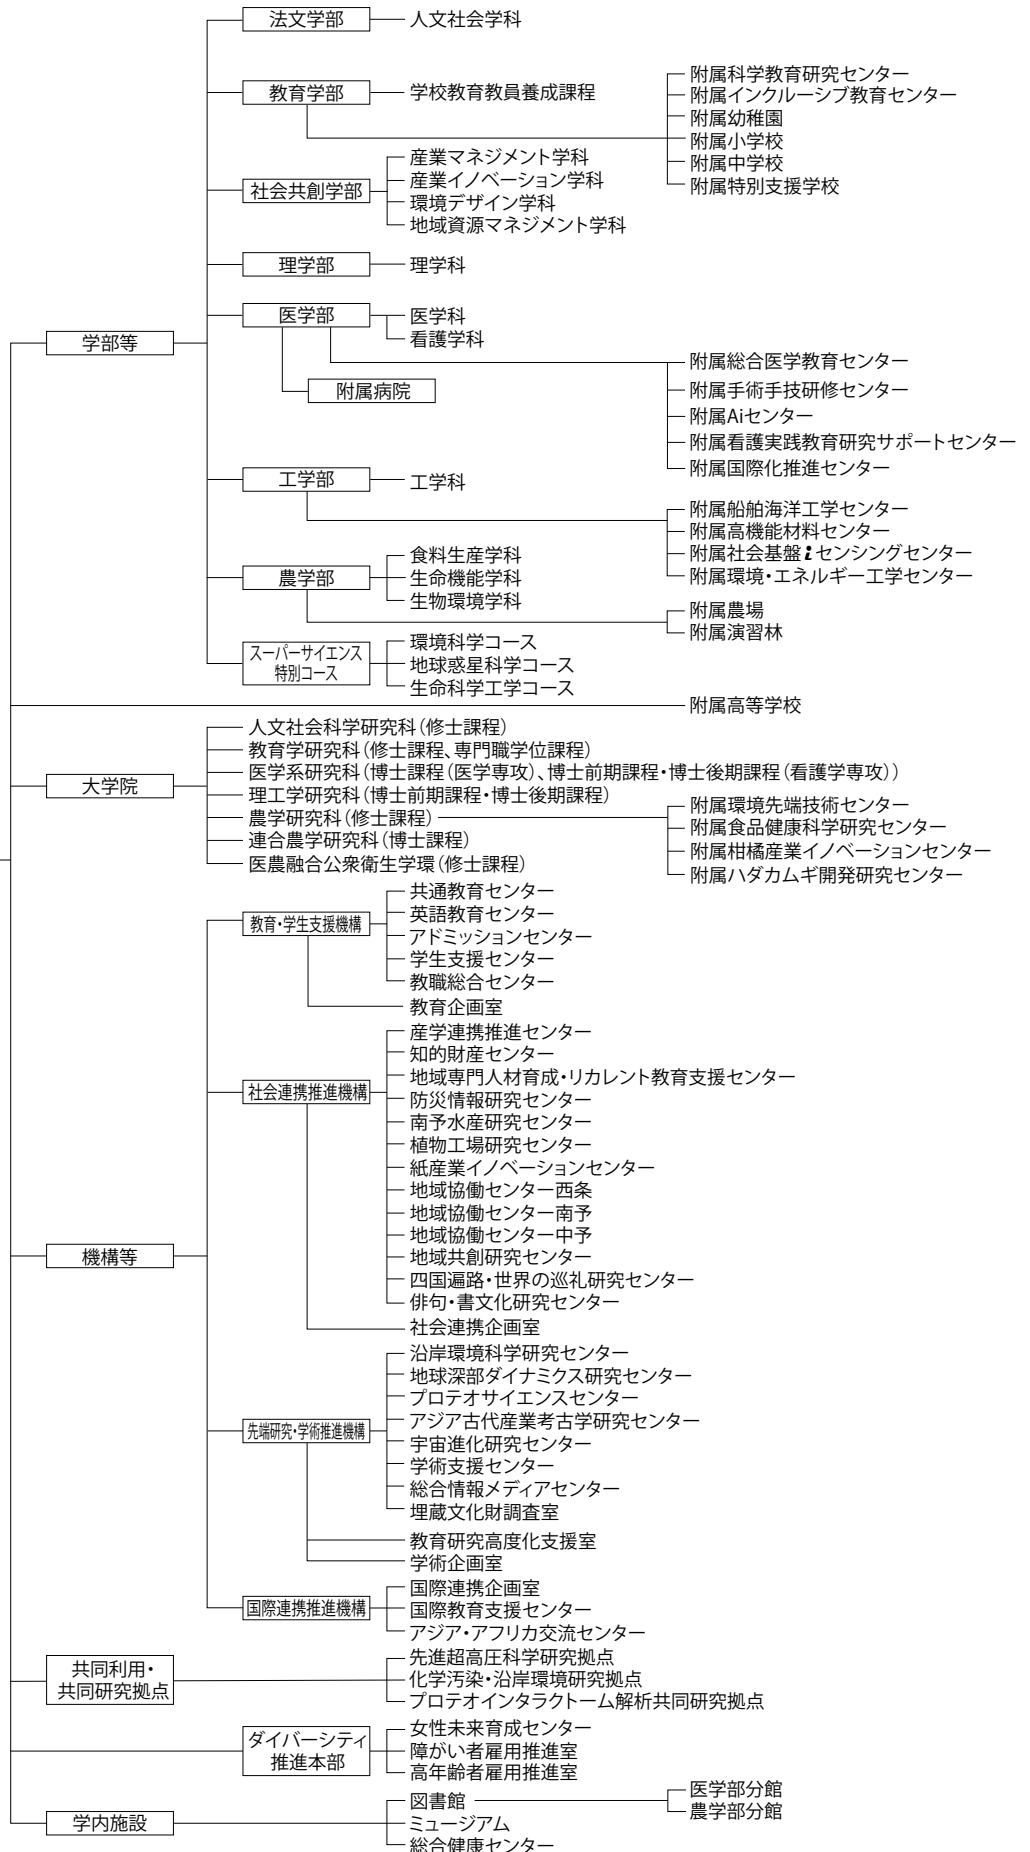 法文学部
人文社会学科
教育学部
学校教育教員養成課程
附属科学教育研究センター
附属インクルーシブ教育センター
附属幼稚園
附属小学校
附属中学校
附属特別支援学校
社会共創学部
産業マネジメント学科
産業イノベーション学科
環境デザイン学科
地域資源マネジメント学科
理学部
理学科
学部等
医学部
医学科
看護学科
附属病院
附属総合医学教育センター
附属手術手技研修センター
附属Aiセンター
附属看護実践教育研究サポートセンター
附属国際化推進センター
工学部
工学科
附属船舶海洋工学センター
附属高機能材料センター
附属社会基盤iセンシングセンター
附属環境・エネルギー工学センター
農学部
食料生産学科
生命機能学科
生物環境学科
附属農場
附属演習林
スーパーサイエンス
特別コース
環境科学コース
地球惑星科学コース
生命科学工学コース
附属高等学校
大学院
人文社会科学研究科(修士課程)
教育学研究科(修士課程、専門職学位課程)
医学系研究科(博士課程(医学専攻)、博士前期課程・博士後期課程(看護学専攻))
理工学研究科(博士前期課程・博士後期課程)
農学研究科(修士課程)
連合農学研究科(博士課程)
医農融合公衆衛生学環(修士課程)
附属環境先端技術センター
附属食品健康科学研究センター
附属柑橘産業イノベーションセンター
附属ハダカムギ開発研究センター
機構等
教育・学生支援機構
共通教育センター
英語教育センター
アドミッションセンター
学生支援センター
教職総合センター
教育企画室
社会連携推進機構
産学連携推進センター
知的財産センター
地域専門人材育成・リカレント教育支援センター
防災情報研究センター
南予水産研究センター
植物工場研究センター
紙産業イノベーションセンター
地域協働センター西条
地域協働センター南予
地域協働センター中予
地域共創研究センター
四国遍路・世界の巡礼研究センター
俳句・書文化研究センター
社会連携企画室
先端研究・学術推進機構
沿岸環境科学研究センター
地球深部ダイナミクス研究センター
プロテオサイエンスセンター
アジア古代産業考古学研究センター
宇宙進化研究センター
学術支援センター
総合情報メディアセンター
埋蔵文化財調査室
教育研究高度化支援室
学術企画室
国際連携推進機構
国際連携企画室
国際教育支援センター
アジア・アフリカ交流センター
共同利用・
共同研究拠点
先進超高圧科学研究拠点
化学汚染・沿岸環境研究拠点
プロテオインタラクトーム解析共同研究拠点
ダイバーシティ
推進本部
女性未来育成センター
障がい者雇用推進室
高年齢者雇用推進室
学内施設
図書館
ミュージアム
総合健康センター
医学部分館
農学部分館